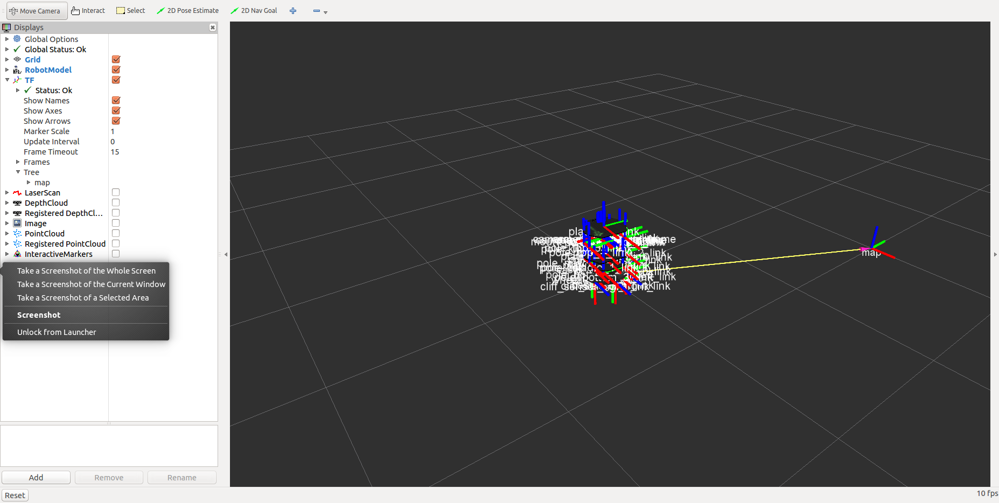 Move Camera Interact Select 2D Pose Estimate 2D Nav Goal
Displays
Global Options
Global Status: Ok
Grid
RobotModel
TF
Status: Ok
Show Names
Show Axes
Show Arrows
Marker Scale 1
Update Interval 0
Frame Timeout 15
Frames
Tree
map
LaserScan
DepthCloud
Registered DepthCl...
Image
PointCloud
Registered PointCloud
InteractiveMarkers
Take a Screenshot of the Whole Screen
Take a Screenshot of the Current Window
Take a Screenshot of a Selected Area
Screenshot
Unlock from Launcher
Add Remove Rename
Reset
map
10 fps